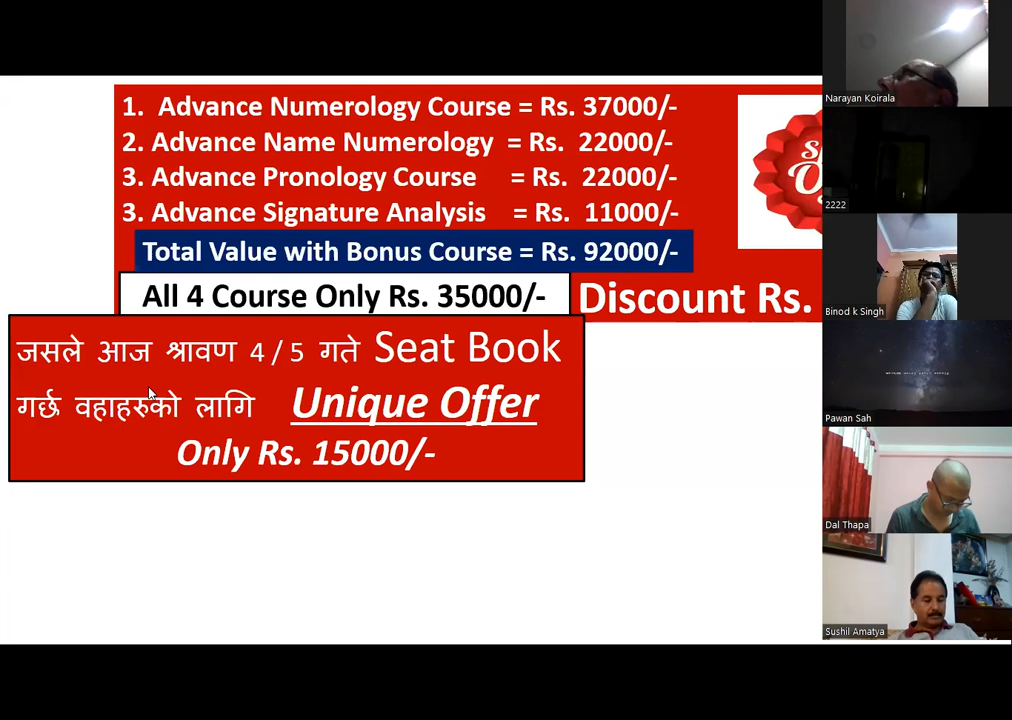 1. Advance Numerology Course = Rs. 37000/-
2. Advance Name Numerology = Rs. 22000/-
3. Advance Pronology Course = Rs. 22000/-
3. Advance Signature Analysis = Rs. 11000/-
Total Value with Bonus Course = Rs. 92000/-
All 4 Course Only Rs. 35000/-
Discount Rs.
जसले आज श्रावण 4 / 5 गते Seat Book
गर्छ वहाहरुको लागि Unique Offer
Only Rs. 15000/-
Narayan Koirala
2222
Binod k Singh
Pawan Sah
Dal Thapa
Sushil Amatya